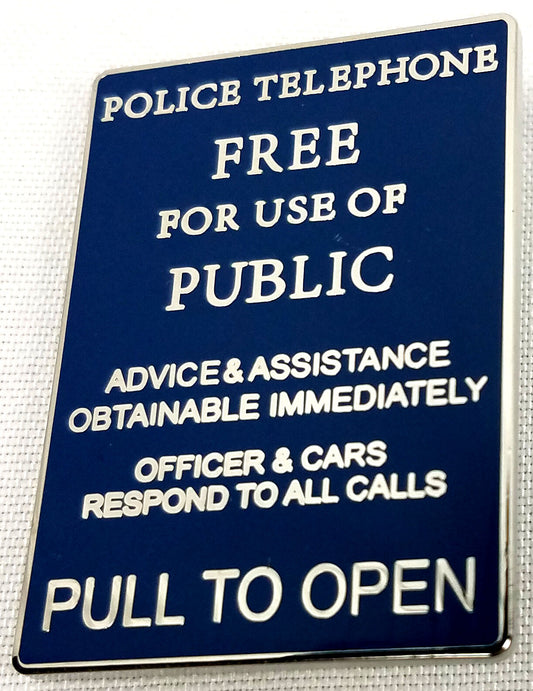 POLICE TELEPHONE
FREE
FOR USE OF
PUBLIC
ADVICE & ASSISTANCE
OBTAINABLE IMMEDIATELY
OFFICER & CARS
RESPOND TO ALL CALLS
PULL TO OPEN